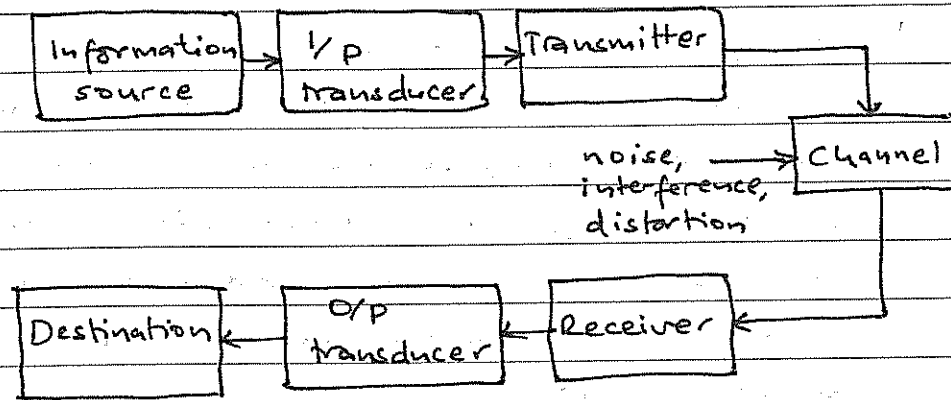 Information
source
I/P
transducer
Transmitter
noise,
interference,
distortion
Channel
Destination
O/P
transducer
Receiver